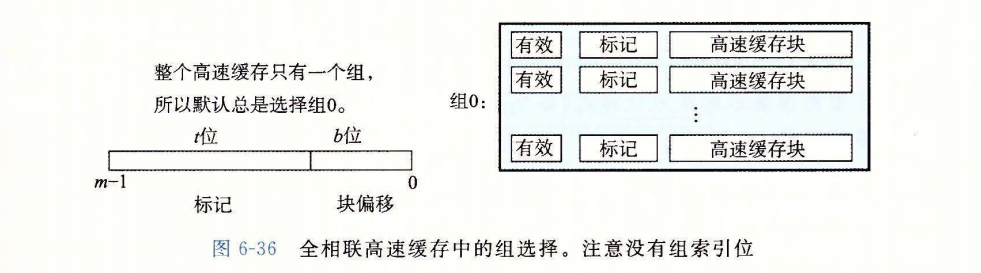 整个高速缓存只有一个组，
所以默认总是选择组0。
t位 b位
m-1 0
标记 块偏移
组0：
有效 标记 高速缓存块
有效 标记 高速缓存块
⋮
有效 标记 高速缓存块
图 6-36 全相联高速缓存中的组选择。注意没有组索引位